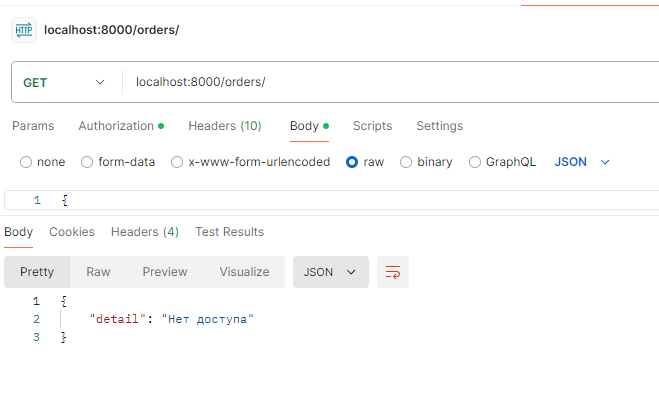 HTTP localhost:8000/orders/
GET localhost:8000/orders/
Params Authorization Headers (10) Body Scripts Settings
none form-data x-www-form-urlencoded raw binary GraphQL JSON
1 {
Body Cookies Headers (4) Test Results
Pretty Raw Preview Visualize JSON
1 {
2 "detail": "Нет доступа"
3 }